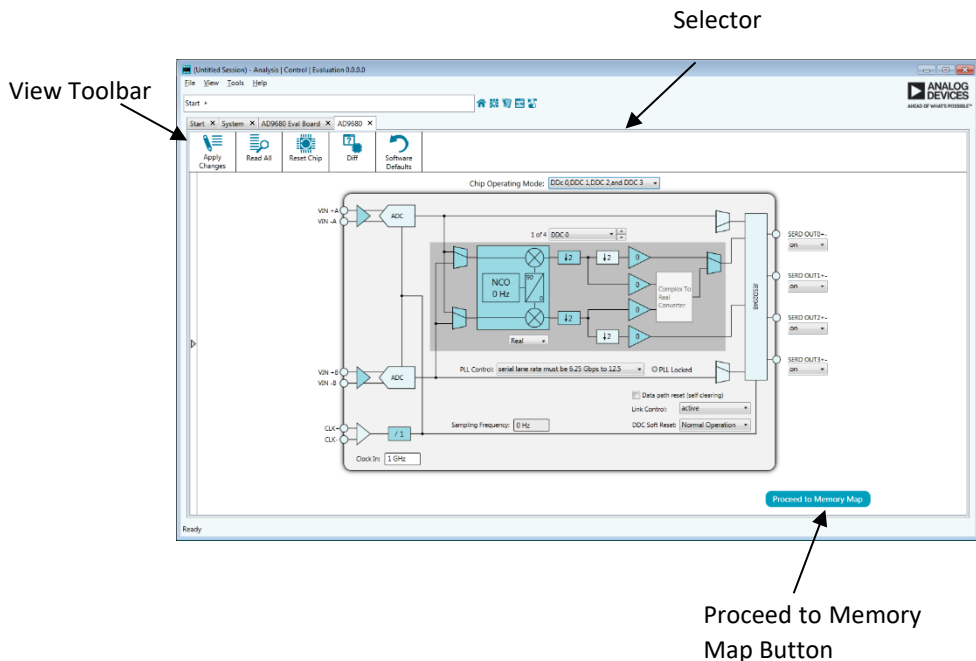 Selector
View Toolbar
(Untitled Session) - Analysis | Control | Evaluation 0.0.0.0
File View Tools Help
ANALOG
DEVICES
AHEAD OF WHAT'S POSSIBLE™
Start
Start × System × AD9680 Eval Board × AD9680 ×
Apply Changes
Read All
Reset Chip
Diff
Software Defaults
Chip Operating Mode: DDc 0,DDC 1,DDC 2,and DDC 3
VIN +A
VIN -A
ADC
1 of 4 DDC 0
SERD OUT0+-
on
NCO
0 Hz
90
0
↓2
↓2
0
0
Complex To
Real
Converter
JESD204B
SERD OUT1+-
on
0
↓2
↓2
0
SERD OUT2+-
on
Real
SERD OUT3+-
on
VIN +B
VIN -B
ADC
PLL Control: serial lane rate must be 6.25 Gbps to 12.5
PLL Locked
Data path reset (self clearing)
Link Control: active
CLK+
CLK-
/ 1
Sampling Frequency: 0 Hz
DDC Soft Reset: Normal Operation
Clock In: 1 GHz
Proceed to Memory Map
Ready
Proceed to Memory
Map Button